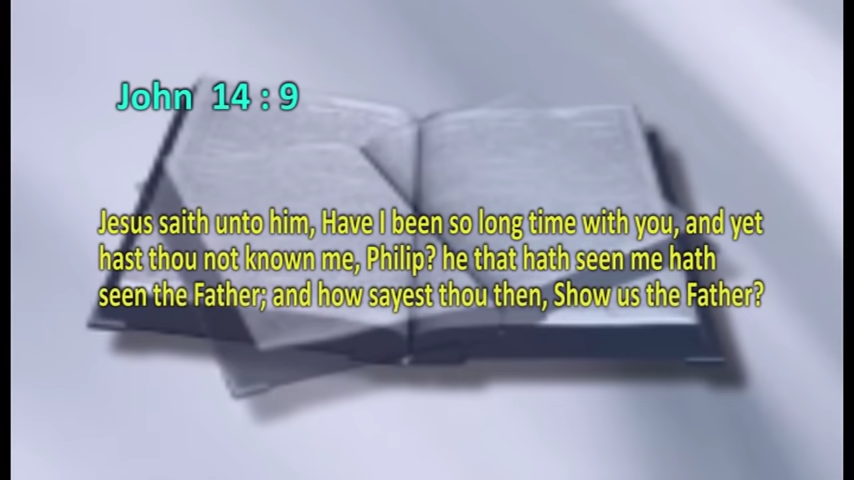 John 14 : 9
Jesus saith unto him, Have I been so long time with you, and yet
hast thou not known me, Philip? he that hath seen me hath
seen the Father; and how sayest thou then, Show us the Father?